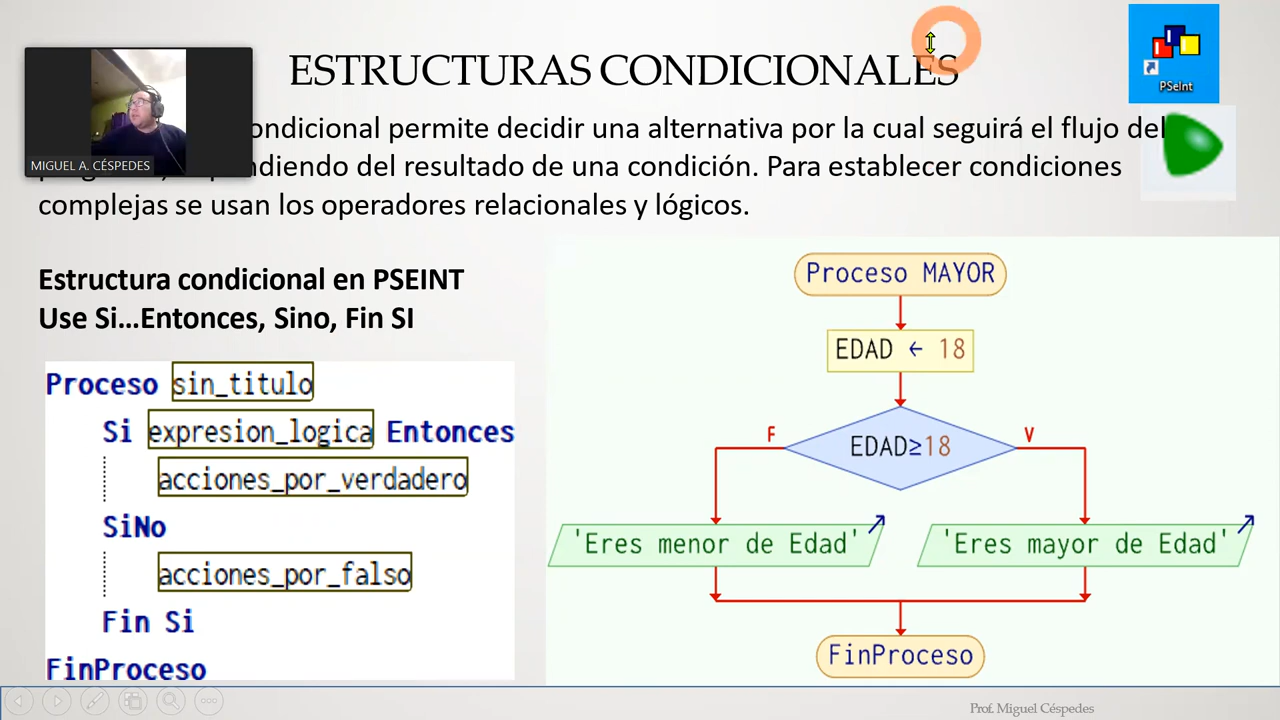 ESTRUCTURAS CONDICIONALES
PSeInt
MIGUEL A. CÉSPEDES
condicional permite decidir una alternativa por la cual seguirá el flujo del
del resultado de una condición. Para establecer condiciones
complejas se usan los operadores relacionales y lógicos.
Estructura condicional en PSEINT
Use Si...Entonces, Sino, Fin SI
Proceso sin_titulo
Si expresion_logica Entonces
acciones_por_verdadero
SiNo
acciones_por_falso
Fin Si
FinProceso
Proceso MAYOR
EDAD ← 18
F
EDAD≥18
V
'Eres menor de Edad'
'Eres mayor de Edad'
FinProceso
Prof. Miguel Céspedes